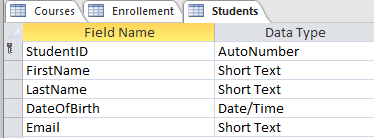 Courses Enrollement Students
Field Name Data Type
StudentID AutoNumber
FirstName Short Text
LastName Short Text
DateOfBirth Date/Time
Email Short Text